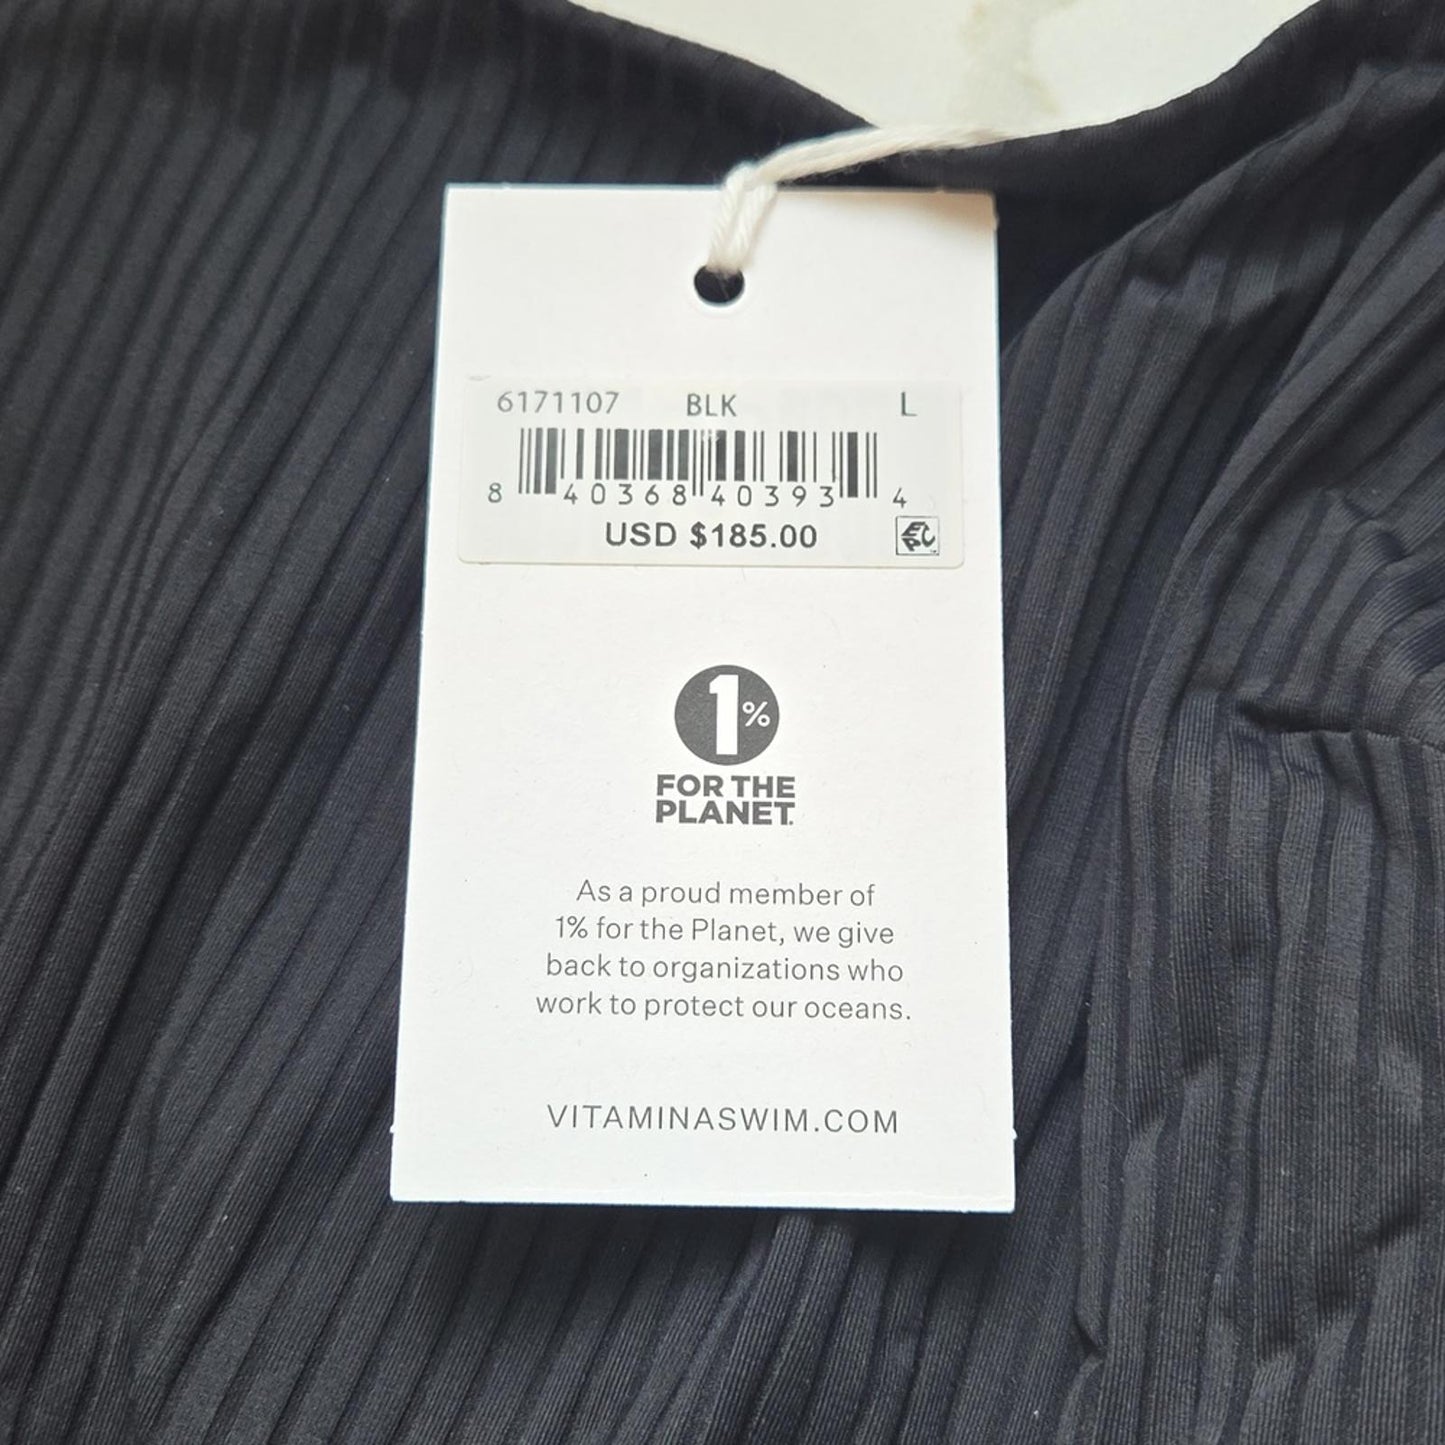 6171107 BLK L
8 40368 40393 4
USD $185.00
EPC
1%
FOR THE
PLANET
As a proud member of
1% for the Planet, we give
back to organizations who
work to protect our oceans.
VITAMINASWIM.COM